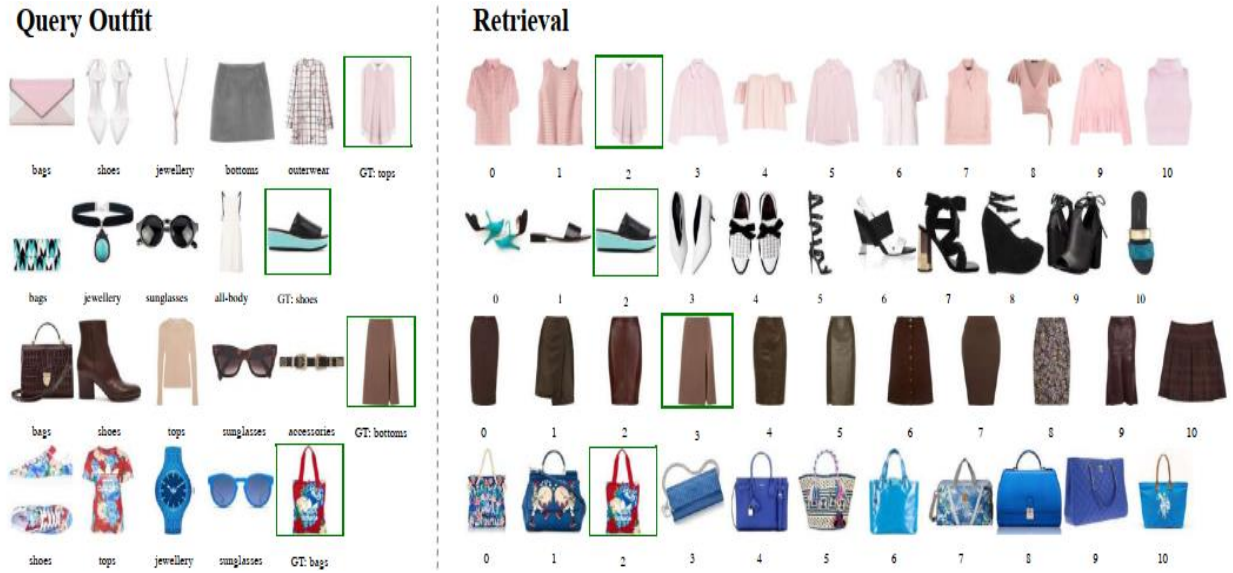 Query Outfit Retrieval
bags shoes jewellery bottoms outerwear GT: tops 0 1 2 3 4 5 6 7 8 9 10
bags jewellery sunglasses all-body GT: shoes 0 1 2 3 4 5 6 7 8 9 10
bags shoes tops sunglasses accessories GT: bottoms 0 1 2 3 4 5 6 7 8 9 10
shoes tops jewellery sunglasses GT: bags 0 1 2 3 4 5 6 7 8 9 10